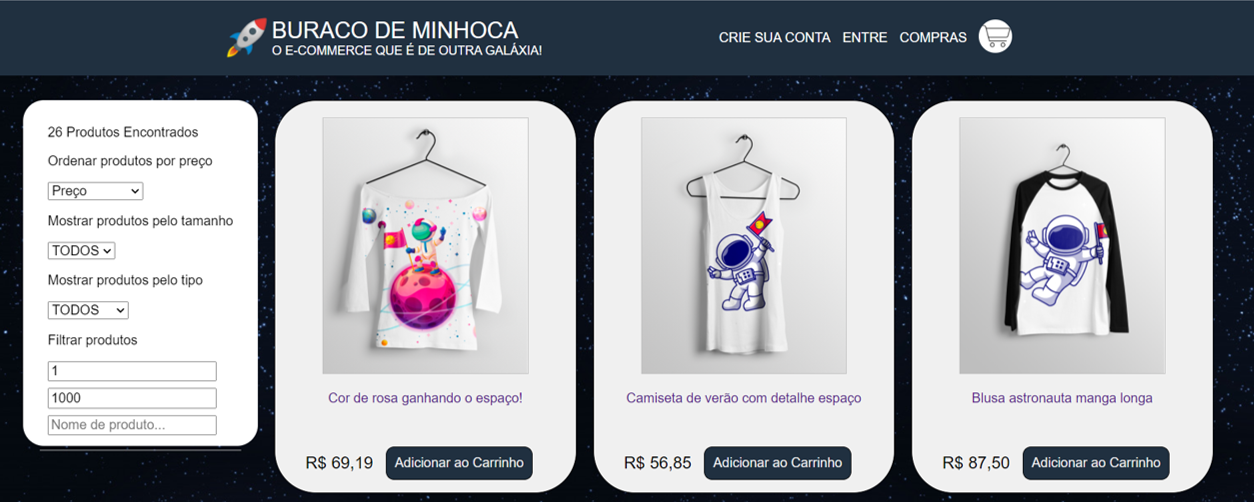 BURACO DE MINHOCA
O E-COMMERCE QUE É DE OUTRA GALÁXIA!
CRIE SUA CONTA ENTRE COMPRAS
26 Produtos Encontrados
Ordenar produtos por preço
Preço
Mostrar produtos pelo tamanho
TODOS
Mostrar produtos pelo tipo
TODOS
Filtrar produtos
1
1000
Nome de produto...
Cor de rosa ganhando o espaço!
R$ 69,19 Adicionar ao Carrinho
Camiseta de verão com detalhe espaço
R$ 56,85 Adicionar ao Carrinho
Blusa astronauta manga longa
R$ 87,50 Adicionar ao Carrinho